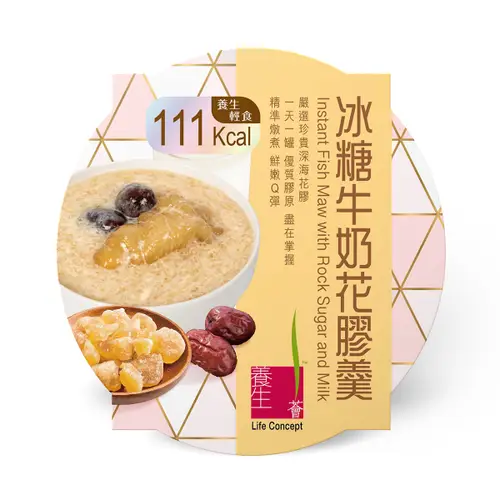 冰糖牛奶花膠羹
Instant Fish Maw with Rock Sugar and Milk
嚴選珍貴深海花膠
一天一罐 優質膠原 盡在掌握
精準燉煮 鮮嫩Q彈
養生
輕食
111 Kcal
養生
薈
™
Life Concept